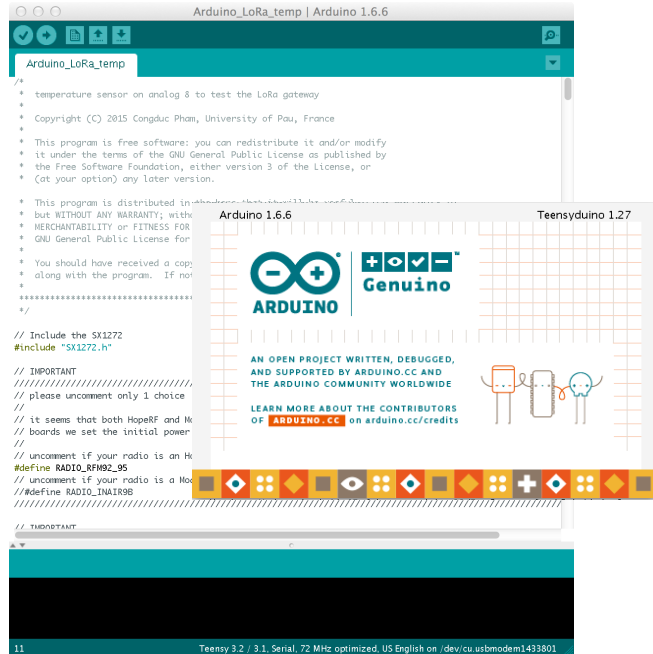 Arduino_LoRa_temp | Arduino 1.6.6
Arduino_LoRa_temp
/*
 *  temperature sensor on analog 8 to test the LoRa gateway
 *
 *  Copyright (C) 2015 Congduc Pham, University of Pau, France
 *
 *  This program is free software: you can redistribute it and/or modify
 *  it under the terms of the GNU General Public License as published by
 *  the Free Software Foundation, either version 3 of the License, or
 *  (at your option) any later version.
 *
 *  This program is distributed in
 *  but WITHOUT ANY WARRANTY;
 *  MERCHANTABILITY or FITNESS FOR
 *  GNU General Public License for
 *
 *  You should have received a copy
 *  along with the program.  If not
 *
 *********************************
 */
// Include the SX1272
#include "SX1272.h"
// IMPORTANT
///////////////////////////////////
// please uncomment only 1 choice
//
// it seems that both HopeRF and
// boards we set the initial power
//
// uncomment if your radio is an
#define RADIO_RFM92_95
// uncomment if your radio is a
//#define RADIO_INAIR9B
///////////////////////////////////////////////////////////////////////////////////////////////////////////
// IMPORTANT
Arduino 1.6.6
Teensyduino 1.27
ARDUINO
Genuino
™
AN OPEN PROJECT WRITTEN, DEBUGGED,
AND SUPPORTED BY ARDUINO.CC AND
THE ARDUINO COMMUNITY WORLDWIDE
LEARN MORE ABOUT THE CONTRIBUTORS
OF ARDUINO.CC on arduino.cc/credits
11
Teensy 3.2 / 3.1, Serial, 72 MHz optimized, US English on /dev/cu.usbmodem1433801